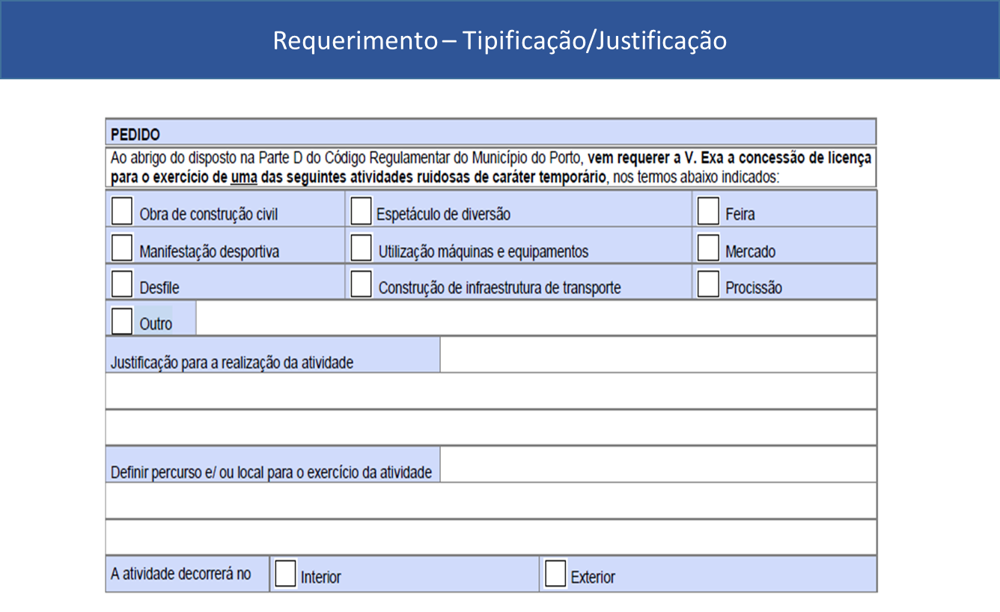 Requerimento – Tipificação/Justificação
PEDIDO
Ao abrigo do disposto na Parte D do Código Regulamentar do Município do Porto, vem requerer a V. Exa a concessão de licença
para o exercício de uma das seguintes atividades ruidosas de caráter temporário, nos termos abaixo indicados:
Obra de construção civil Espetáculo de diversão Feira
Manifestação desportiva Utilização máquinas e equipamentos Mercado
Desfile Construção de infraestrutura de transporte Procissão
Outro
Justificação para a realização da atividade
Definir percurso e/ ou local para o exercício da atividade
A atividade decorrerá no Interior Exterior